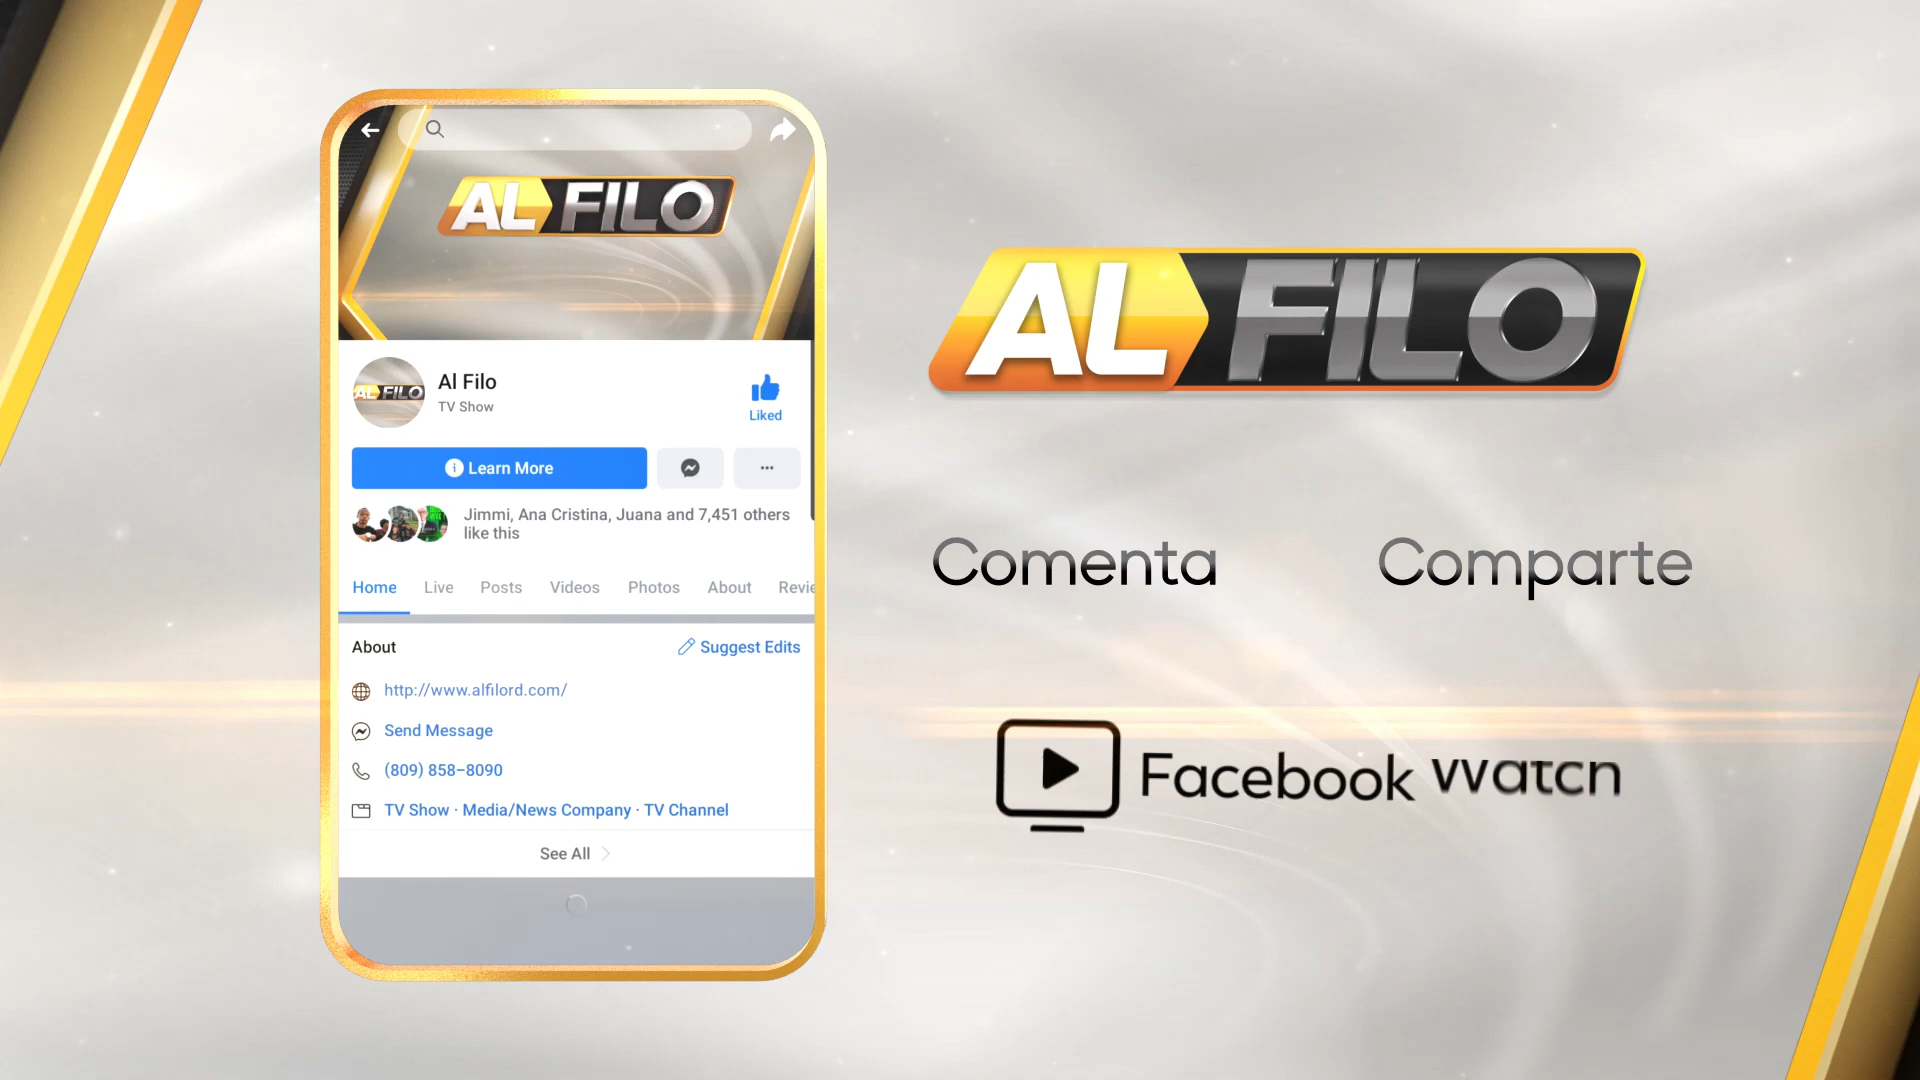 AL FILO
Al Filo
TV Show
Liked
Learn More
Jimmi, Ana Cristina, Juana and 7,451 others
like this
Home Live Posts Videos Photos About Revie
About
Suggest Edits
http://www.alfilord.com/
Send Message
(809) 858-8090
TV Show · Media/News Company · TV Channel
See All
AL FILO
Comenta Comparte
Facebook Watch